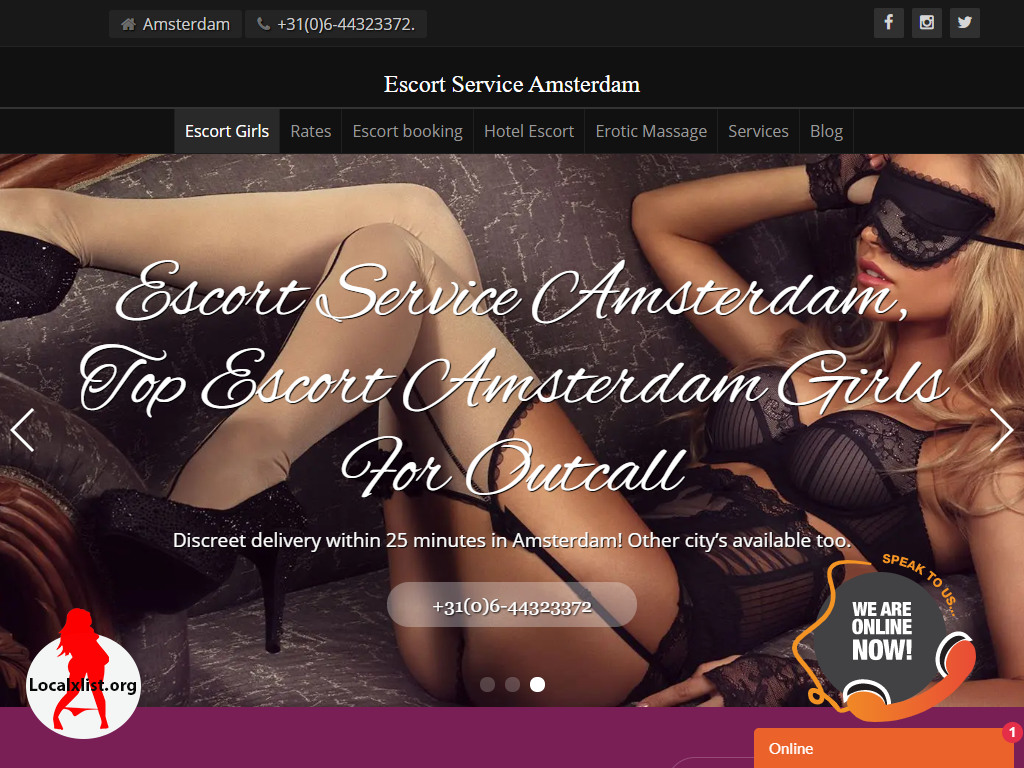 Amsterdam
+31(0)6-44323372.
Escort Service Amsterdam
Escort Girls
Rates
Escort booking
Hotel Escort
Erotic Massage
Services
Blog
Escort Service Amsterdam,
Top Escort Amsterdam Girls
For Outcall
Discreet delivery within 25 minutes in Amsterdam! Other city's available too.
+31(0)6-44323372
SPEAK TO US...
WE ARE
ONLINE
NOW!
Localxlist.org
Online
1